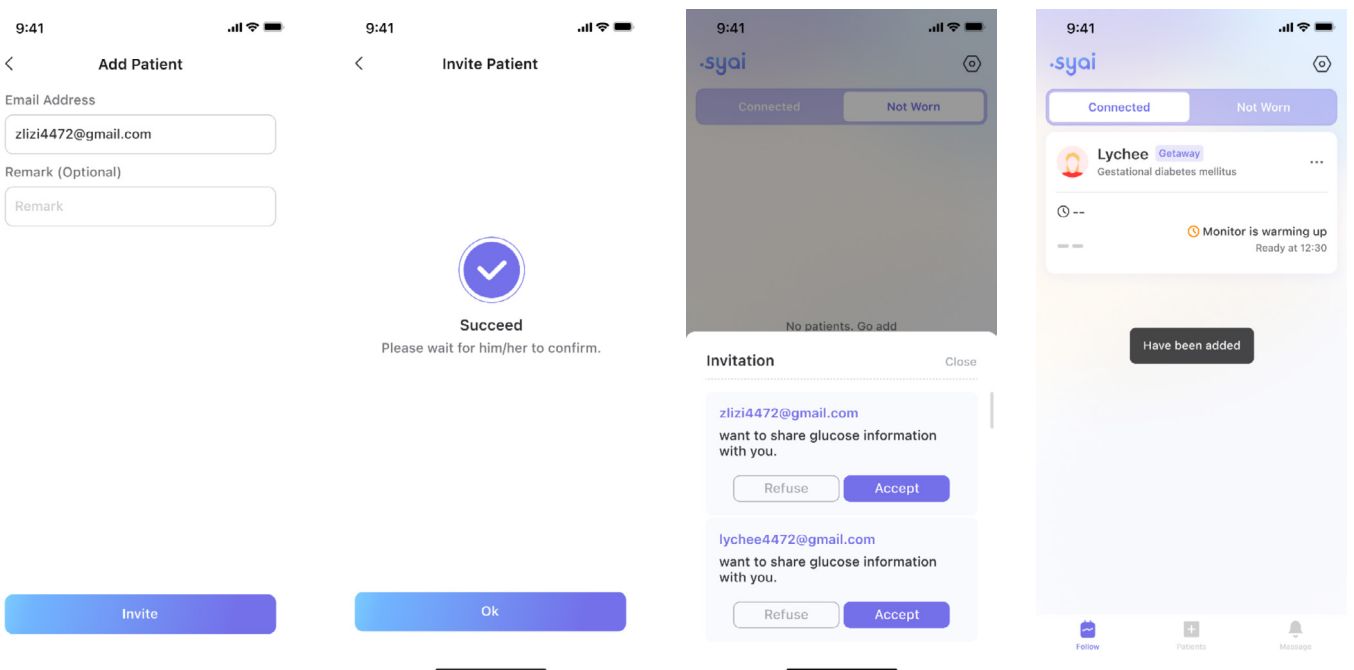 9:41
Add Patient
Email Address
zlizi4472@gmail.com
Remark (Optional)
Remark
Invite
9:41
Invite Patient
Succeed
Please wait for him/her to confirm.
Ok
9:41
syai
Connected
Not Worn
No patients. Go add
Invitation
Close
zlizi4472@gmail.com
want to share glucose information
with you.
Refuse
Accept
lychee4472@gmail.com
want to share glucose information
with you.
Refuse
Accept
9:41
syai
Connected
Not Worn
Lychee
Getaway
Gestational diabetes mellitus
--
Monitor is warming up
Ready at 12:30
Have been added
Follow
Patients
Message